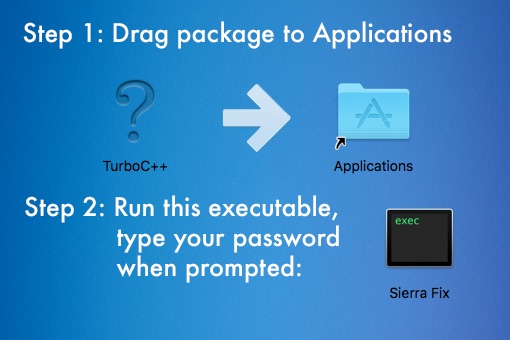 Step 1: Drag package to Applications
TurboC++
Applications
Step 2: Run this executable,
type your password
when prompted:
exec
Sierra Fix